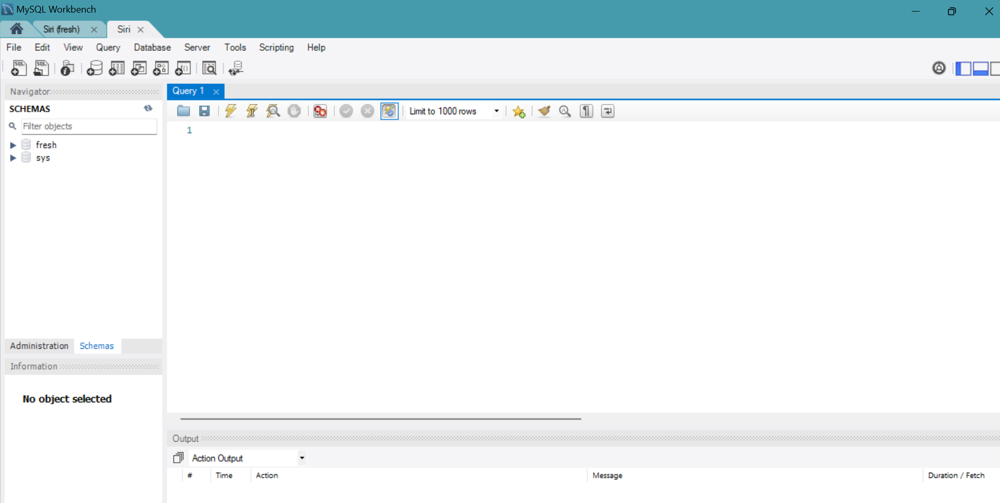 MySQL Workbench
Siri (fresh)
Siri
File Edit View Query Database Server Tools Scripting Help
SQL SQL
Navigator
Query 1
SCHEMAS
Limit to 1000 rows
Filter objects
1
fresh
sys
Administration Schemas
Information
No object selected
Output
Action Output
# Time Action Message Duration / Fetch